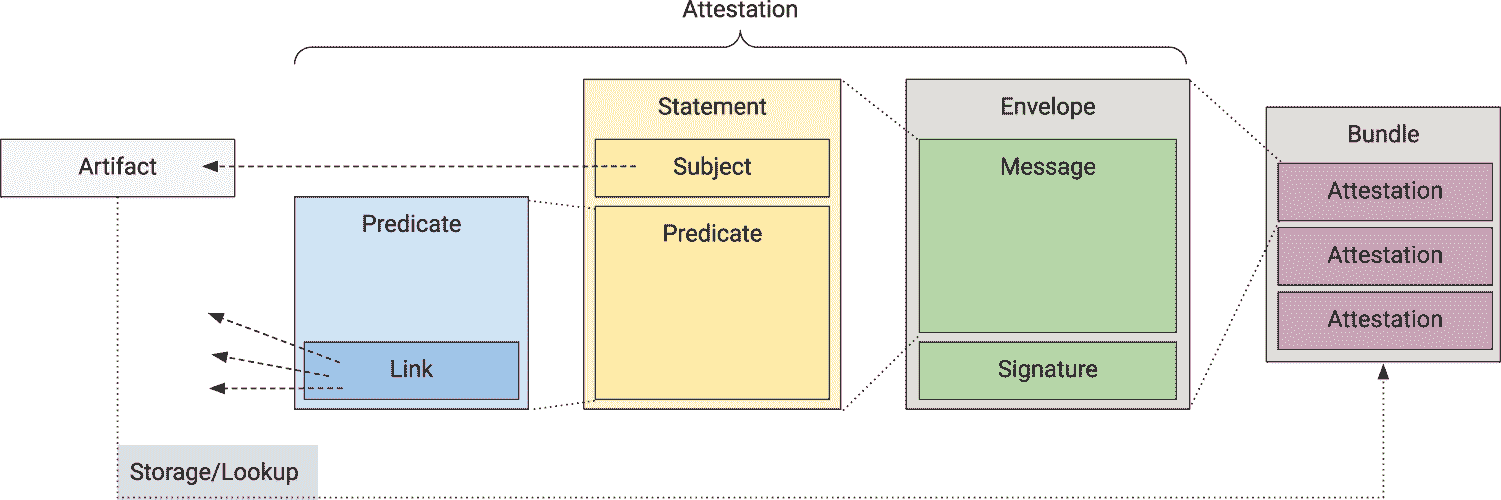 Attestation
Artifact
Predicate
Link
Statement
Subject
Predicate
Envelope
Message
Signature
Bundle
Attestation
Attestation
Attestation
Storage/Lookup